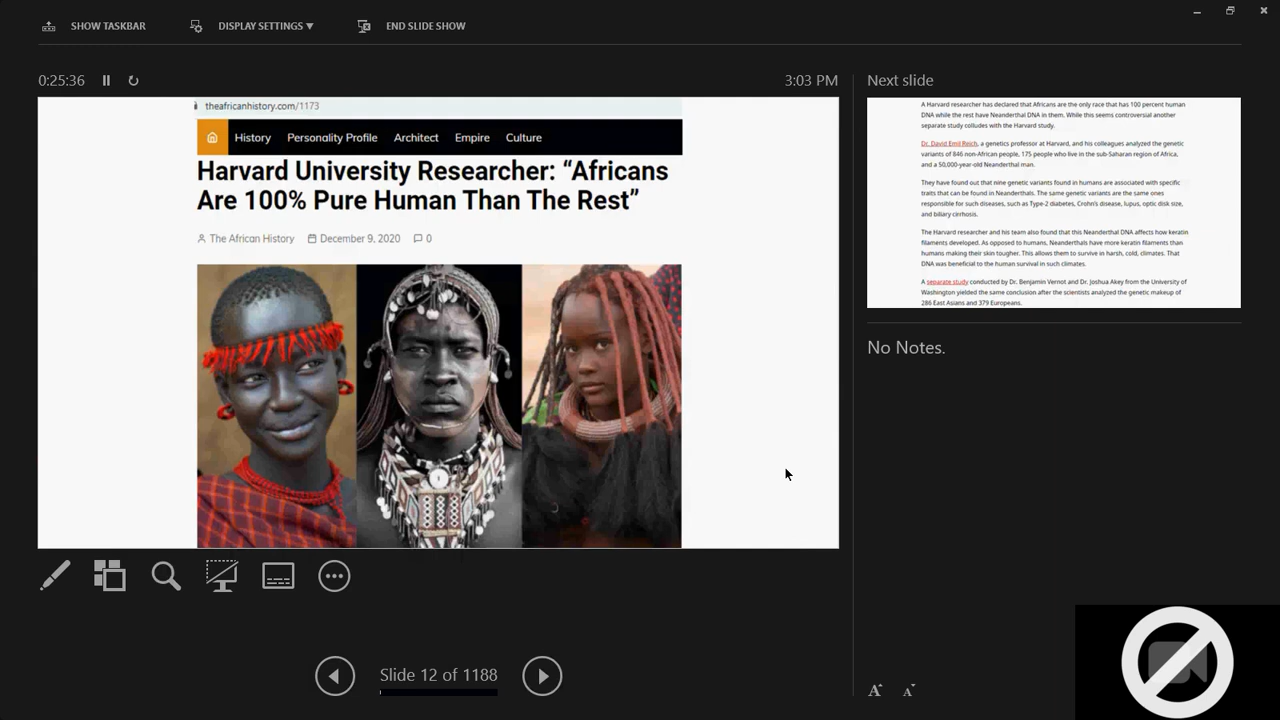 SHOW TASKBAR
DISPLAY SETTINGS ▼
END SLIDE SHOW
0:25:36
3:03 PM
theafricanhistory.com/1173
History
Personality Profile
Architect
Empire
Culture
Harvard University Researcher: “Africans
Are 100% Pure Human Than The Rest”
The African History
December 9, 2020
0
Slide 12 of 1188
Next slide
A Harvard researcher has declared that Africans are the only race that has 100 percent human
DNA while the rest have Neanderthal DNA in them. While this seems controversial another
separate study colludes with the Harvard study.
Dr. David Emil Reich, a genetics professor at Harvard, and his colleagues analyzed the genetic
variants of 846 non-African people, 175 people who live in the sub-Saharan region of Africa,
and a 50,000-year-old Neanderthal man.
They have found out that nine genetic variants found in humans are associated with specific
traits that can be found in Neanderthals. The same genetic variants are the same ones
responsible for such diseases, such as Type-2 diabetes, Crohn's disease, lupus, optic disk size,
and biliary cirrhosis.
The Harvard researcher and his team also found that this Neanderthal DNA affects how keratin
filaments developed. As opposed to humans, Neanderthals have more keratin filaments than
humans making their skin tougher. This allows them to survive in harsh, cold, climates. That
DNA was beneficial to the human survival in such climates.
A separate study conducted by Dr. Benjamin Vernot and Dr. Joshua Akey from the University of
Washington yielded the same conclusion after the scientists analyzed the genetic makeup of
286 East Asians and 379 Europeans.
No Notes.
A A